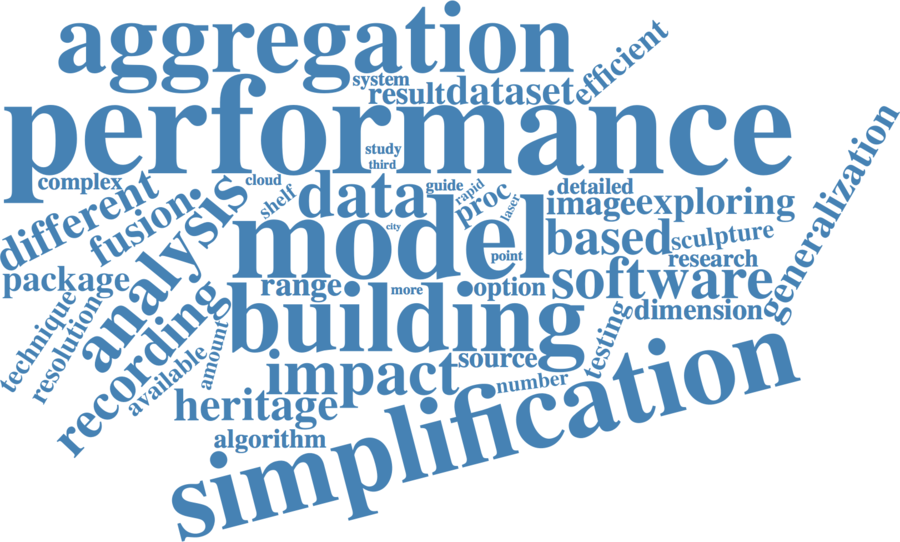 aggregation
efficient
system
result
dataset
performance
study
third
complex
cloud
shelf
data
guide
rapid
proc
laser
detailed
different
fusion
analysis
image
exploring
generalization
model
city
point
based
sculpture
research
package
range
more
option
software
technique
resolution
recording
building
dimension
testing
available
amount
impact
source
number
heritage
algorithm
simplification